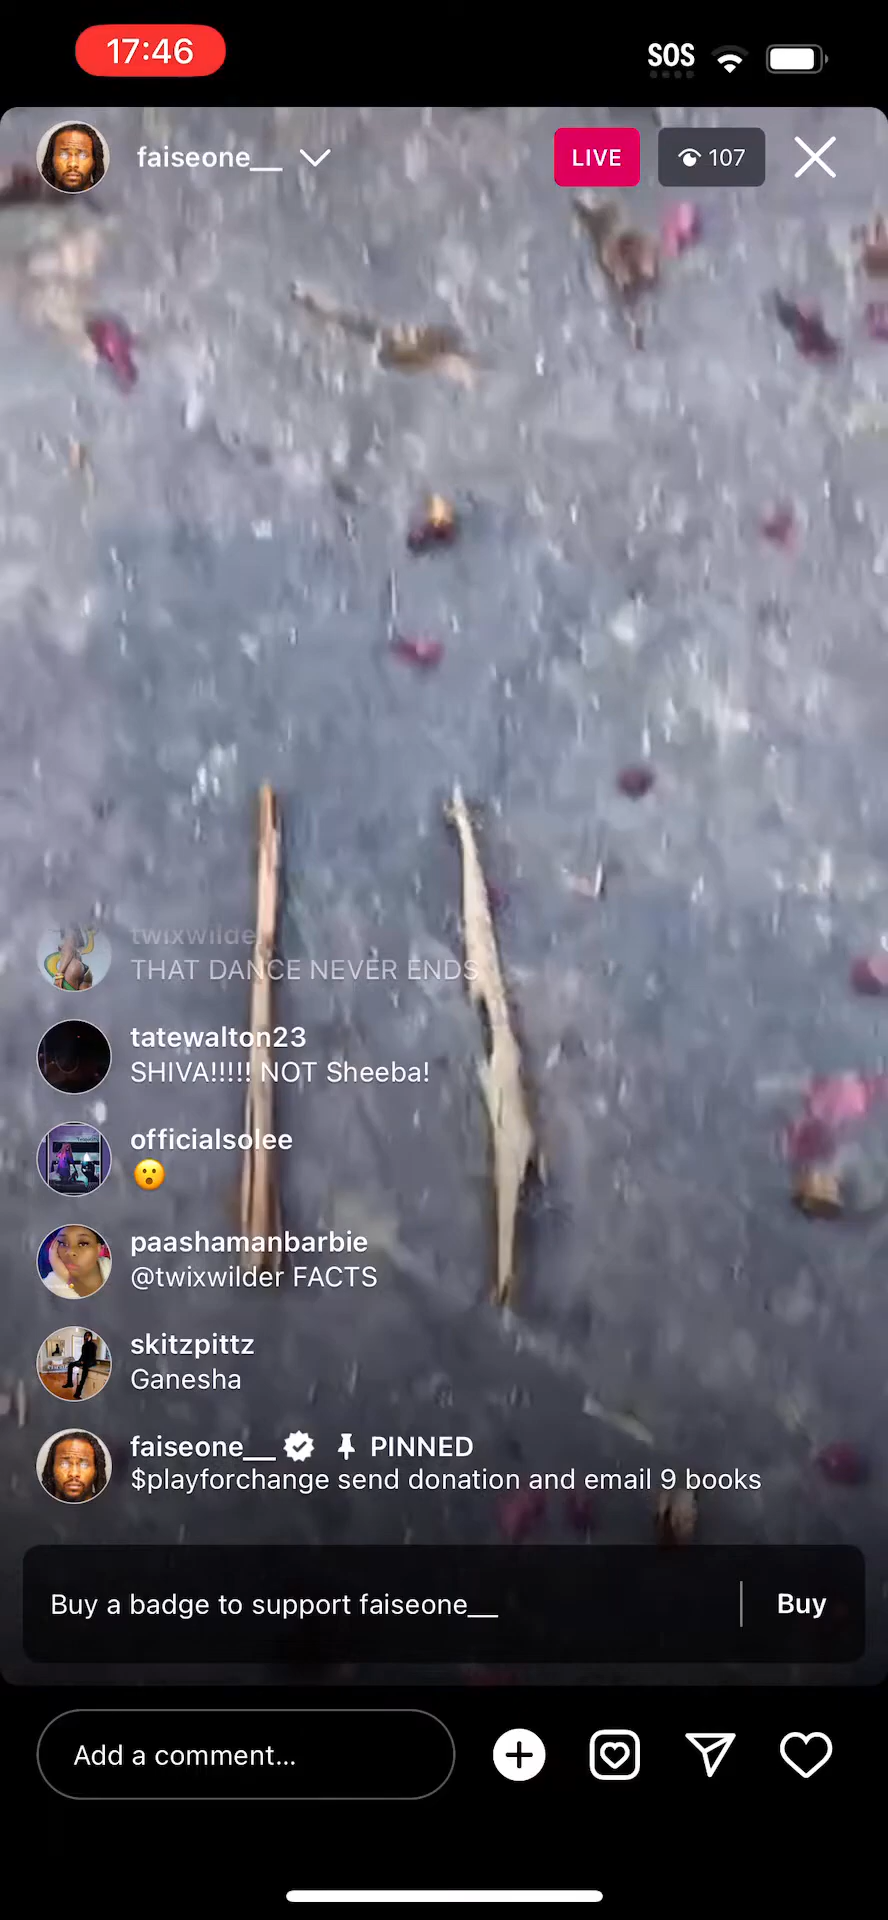 17:46
SOS
faiseone__
LIVE
107
twixwilder
THAT DANCE NEVER ENDS
tatewalton23
SHIVA!!!!! NOT Sheeba!
officialsolee
😮
paashamanbarbie
@twixwilder FACTS
skitzpittz
Ganesha
faiseone__ PINNED
$playforchange send donation and email 9 books
Buy a badge to support faiseone__
Buy
Add a comment...